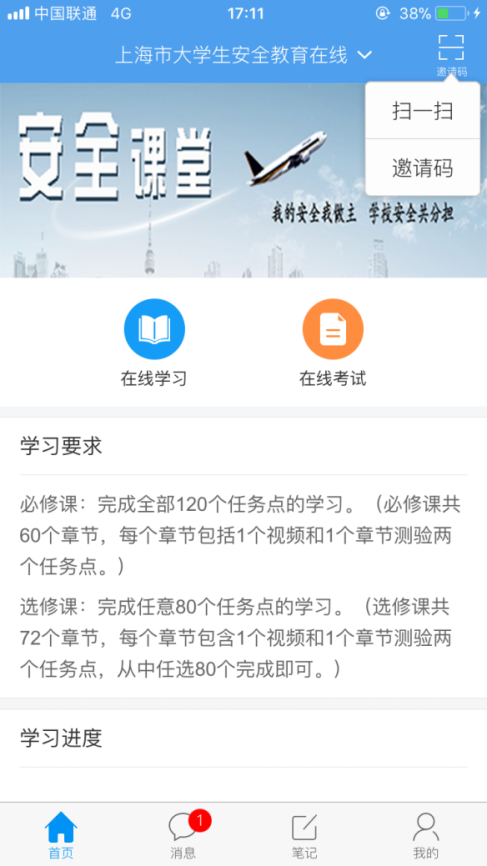 中国联通 4G 17:11 38%
上海市大学生安全教育在线
邀请码
扫一扫
邀请码
安全课堂
我的安全我做主 学校安全共分担
在线学习 在线考试
学习要求
必修课：完成全部120个任务点的学习。（必修课共
60个章节，每个章节包括1个视频和1个章节测验两
个任务点。）
选修课：完成任意80个任务点的学习。（选修课共
72个章节，每个章节包含1个视频和1个章节测验两
个任务点，从中任选80个完成即可。）
学习进度
1
首页 消息 笔记 我的